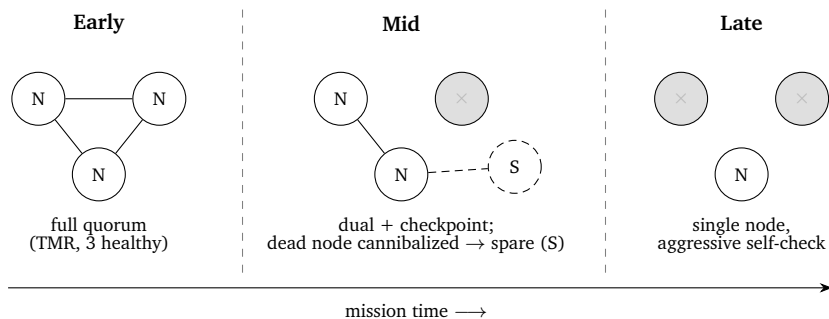 Early
Mid
Late
N
N
N
×
×
×
N
S
N
N
full quorum
(TMR, 3 healthy)
dual + checkpoint;
dead node cannibalized → spare (S)
single node,
aggressive self-check
mission time ⟶